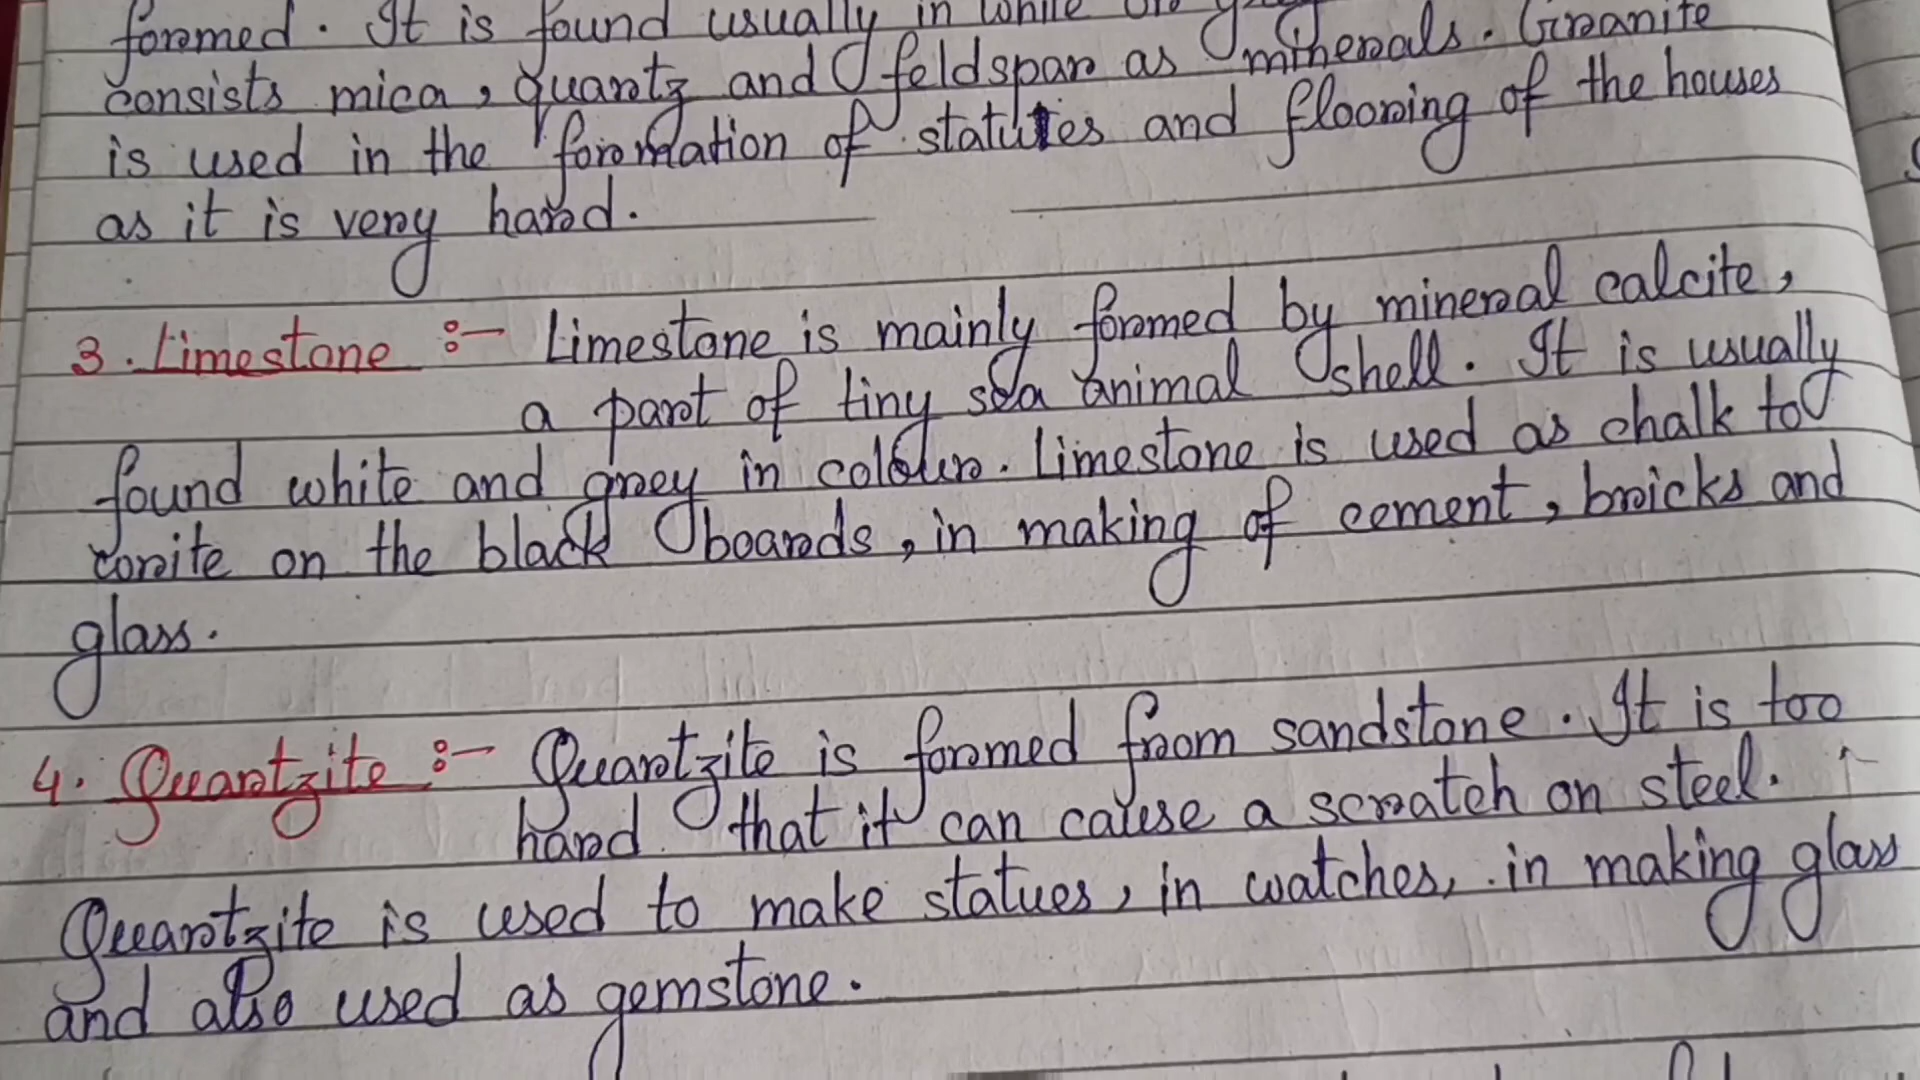 formed. It is found usually in white or
consists mica, quartz and feldspar as minerals. Granite
is used in the formation of statues and flooring of the houses
as it is very hard.
3. Limestone :- Limestone is mainly formed by mineral calcite,
a part of tiny sea animal shell. It is usually
found white and grey in colour. Limestone is used as chalk to
write on the black boards, in making of cement, bricks and
glass.
4. Quartzite :- Quartzite is formed from sandstone. It is too
hard that it can cause a scratch on steel.
Quartzite is used to make statues, in watches, in making glass
and also used as gemstone.